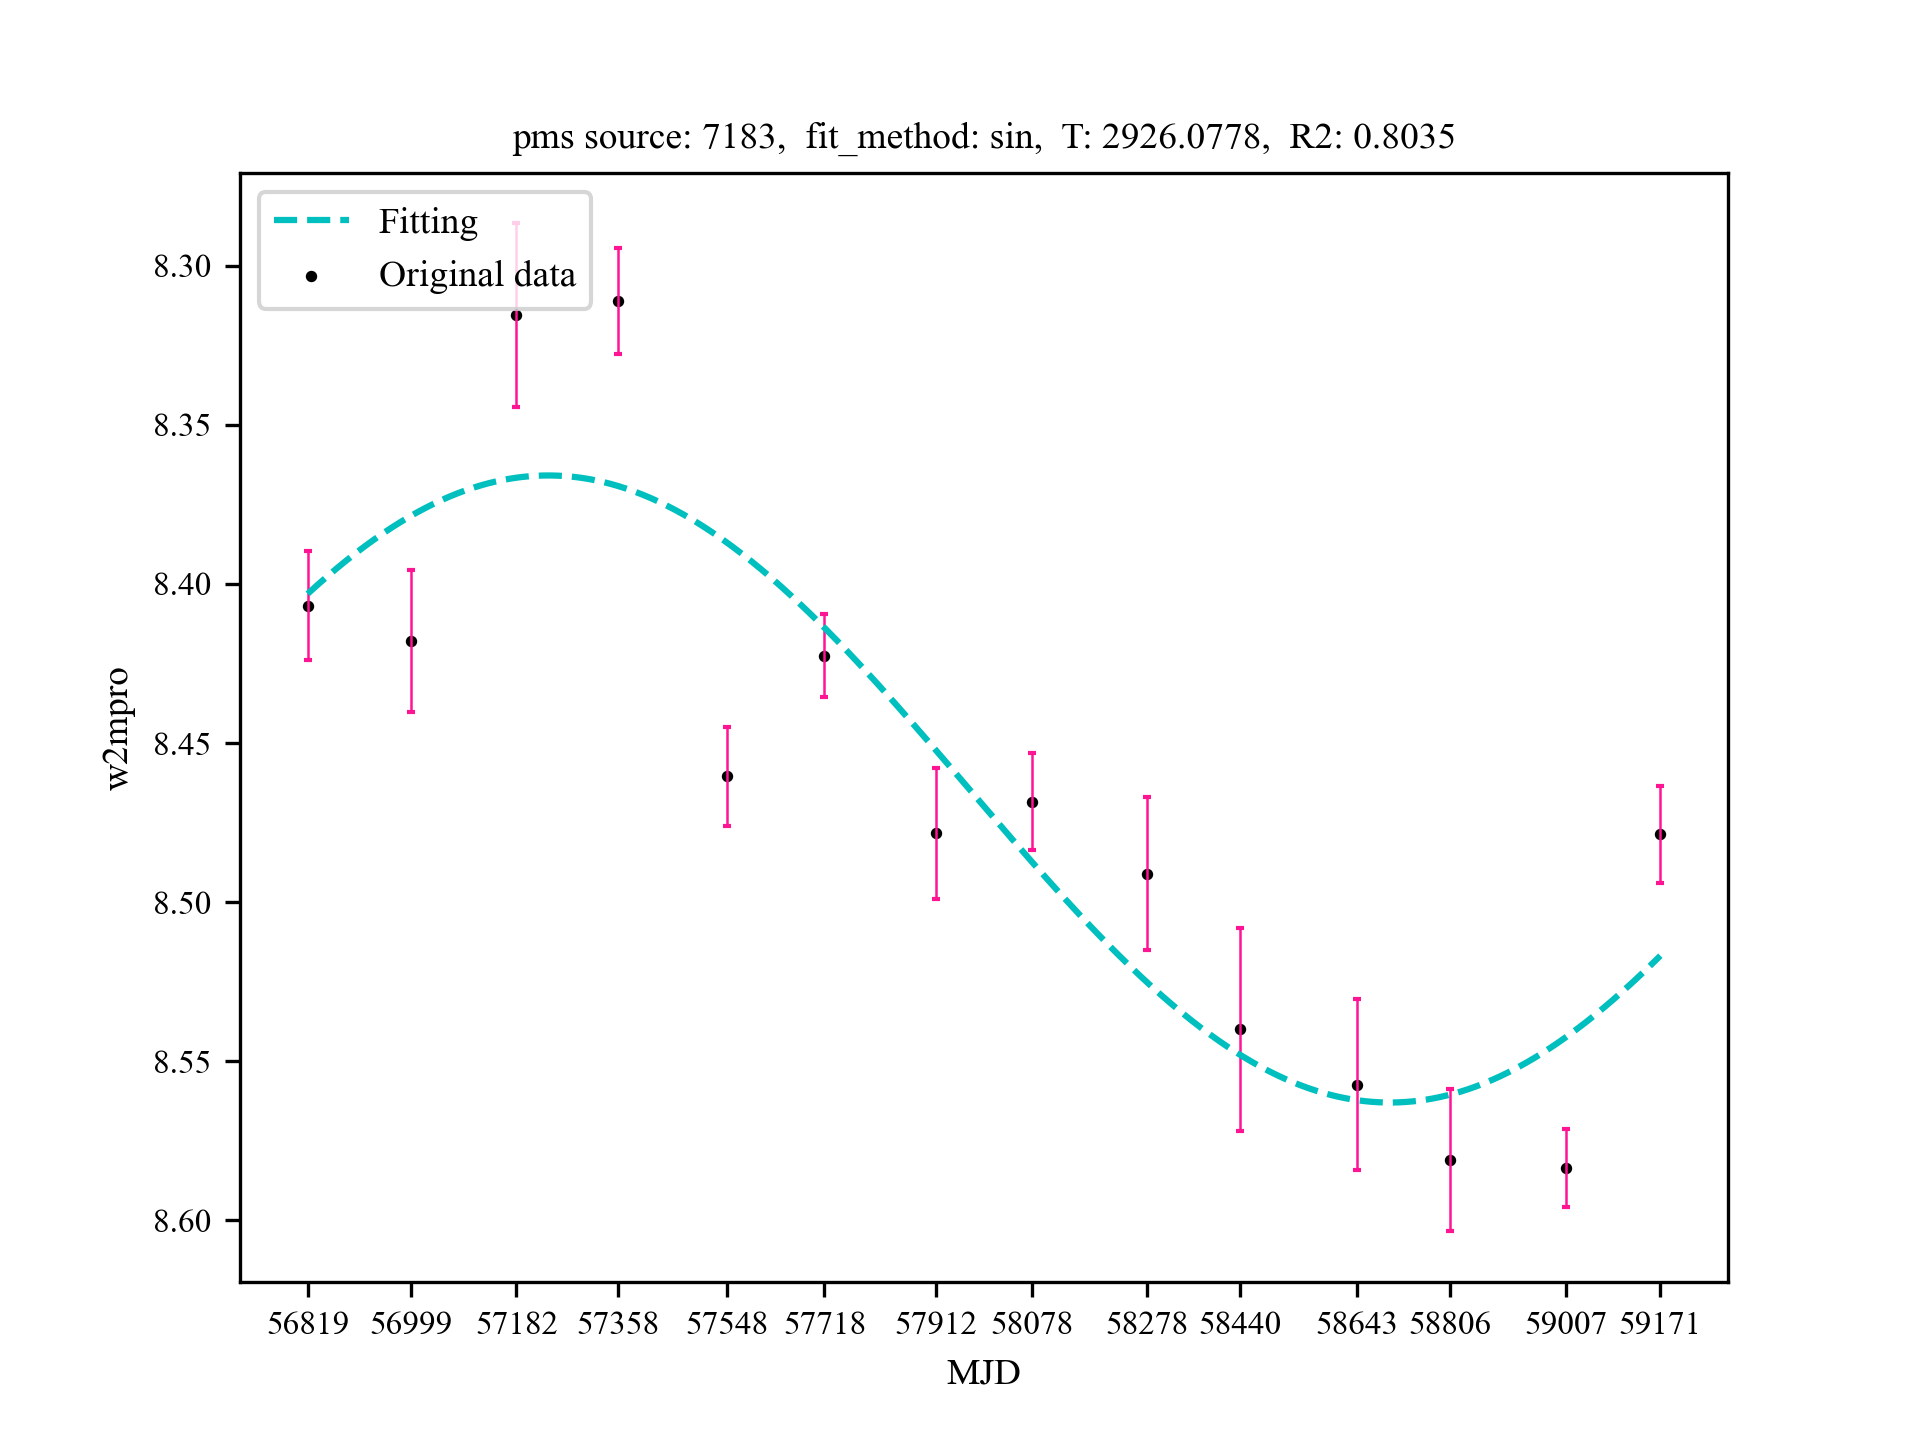 pms source: 7183,  fit_method: sin,  T: 2926.0778,  R2: 0.8035
Fitting
Original data
8.30
8.35
8.40
8.45
8.50
8.55
8.60
w2mpro
56819 56999 57182 57358 57548 57718 57912 58078 58278 58440 58643 58806 59007 59171
MJD